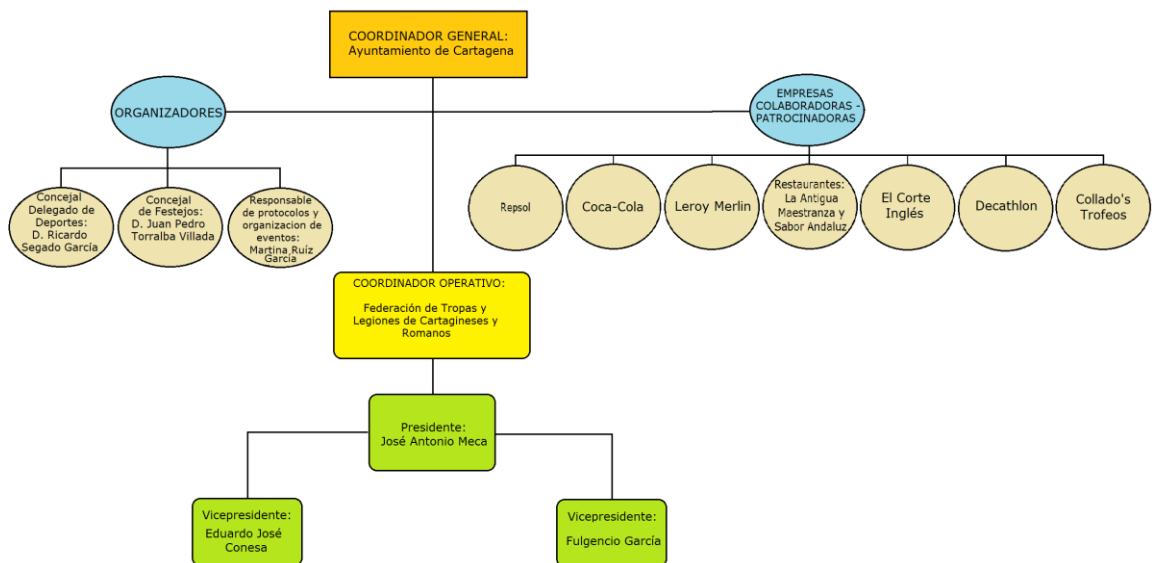 COORDINADOR GENERAL:
Ayuntamiento de Cartagena
ORGANIZADORES
EMPRESAS
COLABORADORAS -
PATROCINADORAS
Concejal
Delegado de
Deportes:
D. Ricardo
Segado García
Concejal
de Festejos:
D. Juan Pedro
Torralba Villada
Responsable
de protocolos y
organizacion de
eventos:
Martina Ruíz
García
Repsol
Coca-Cola
Leroy Merlin
Restaurantes:
La Antigua
Maestranza y
Sabor Andaluz
El Corte
Inglés
Decathlon
Collado's
Trofeos
COORDINADOR OPERATIVO:
Federación de Tropas y
Legiones de Cartagineses y
Romanos
Presidente:
José Antonio Meca
Vicepresidente:
Eduardo José
Conesa
Vicepresidente:
Fulgencio García